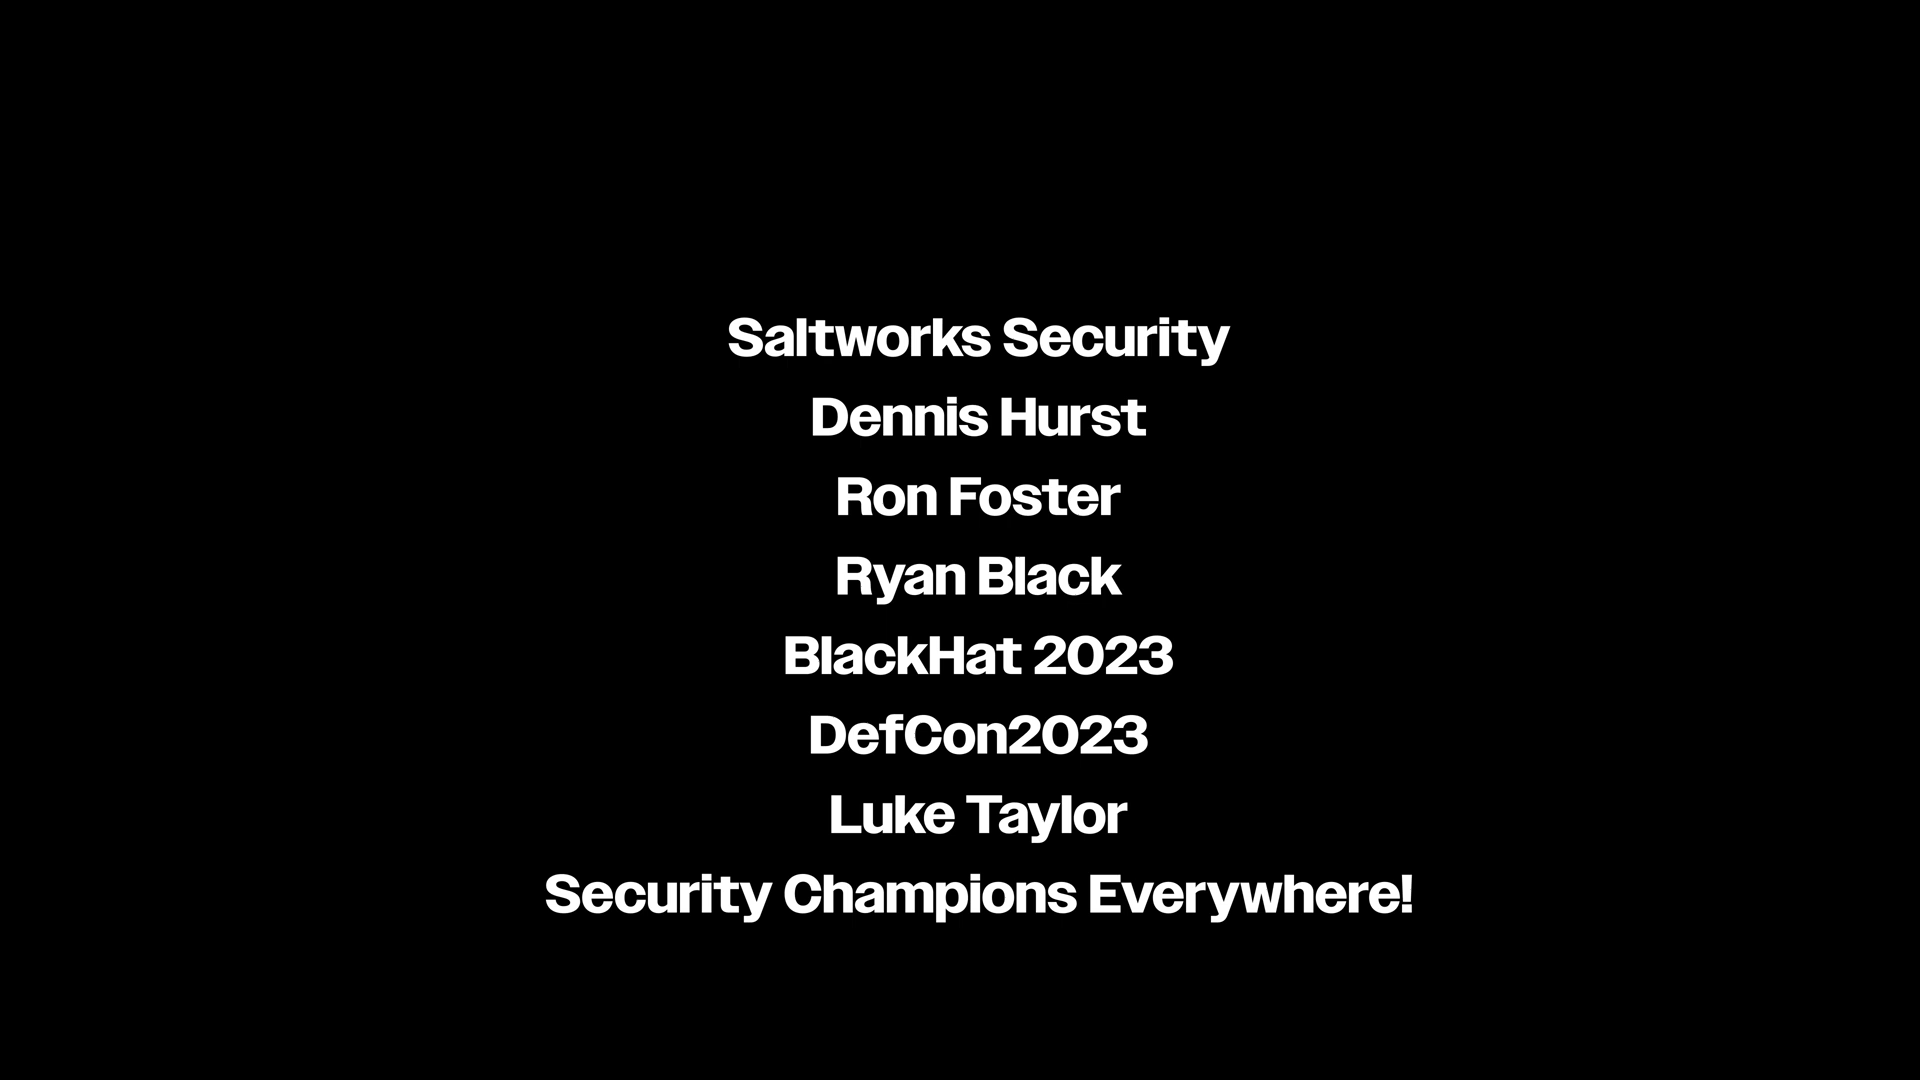 Saltworks Security
Dennis Hurst
Ron Foster
Ryan Black
BlackHat 2023
DefCon2023
Luke Taylor
Security Champions Everywhere!